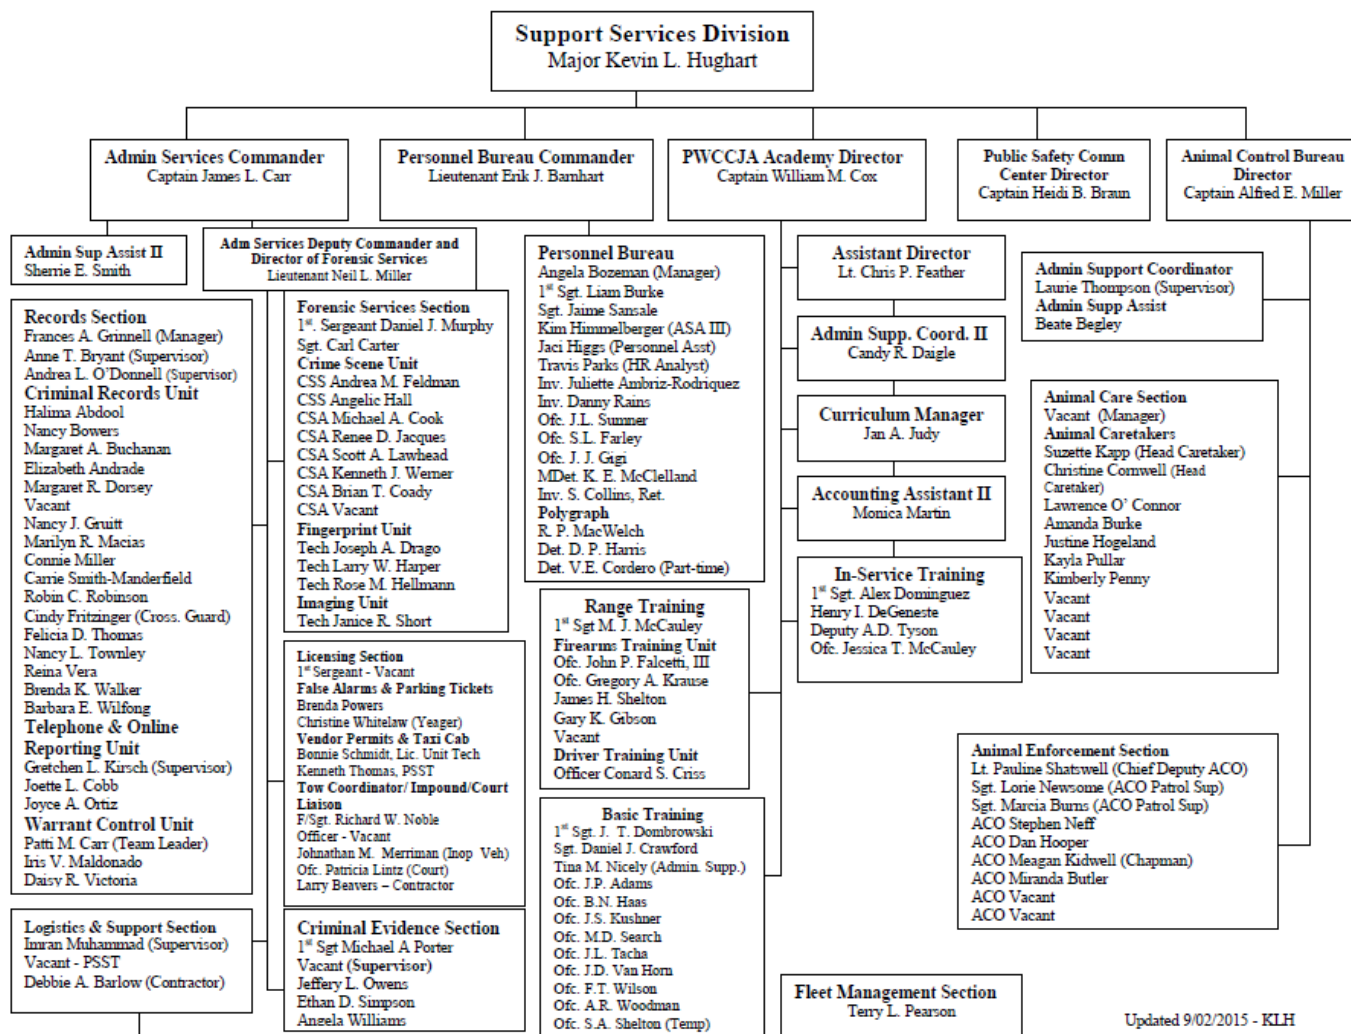 Support Services Division
Major Kevin L. Hughart
Admin Services Commander
Captain James L. Carr
Personnel Bureau Commander
Lieutenant Erik J. Barnhart
PWCCJA Academy Director
Captain William M. Cox
Public Safety Comm
Center Director
Captain Heidi B. Braun
Animal Control Bureau
Director
Captain Alfred E. Miller
Admin Sup Assist II
Sherrie E. Smith
Adm Services Deputy Commander and
Director of Forensic Services
Lieutenant Neil L. Miller
Records Section
Frances A. Grinnell (Manager)
Anne T. Bryant (Supervisor)
Andrea L. O'Donnell (Supervisor)
Criminal Records Unit
Halima Abdool
Nancy Bowers
Margaret A. Buchanan
Elizabeth Andrade
Margaret R. Dorsey
Vacant
Nancy J. Gruitt
Marilyn R. Macias
Connie Miller
Carrie Smith-Manderfield
Robin C. Robinson
Cindy Fritzinger (Cross. Guard)
Felicia D. Thomas
Nancy L. Townley
Reina Vera
Brenda K. Walker
Barbara E. Wilfong
Telephone & Online
Reporting Unit
Gretchen L. Kirsch (Supervisor)
Joette L. Cobb
Joyce A. Ortiz
Warrant Control Unit
Patti M. Carr (Team Leader)
Iris V. Maldonado
Daisy R. Victoria
Logistics & Support Section
Imran Muhammad (Supervisor)
Vacant - PSST
Debbie A. Barlow (Contractor)
Forensic Services Section
1st. Sergeant Daniel J. Murphy
Sgt. Carl Carter
Crime Scene Unit
CSS Andrea M. Feldman
CSS Angelic Hall
CSA Michael A. Cook
CSA Renee D. Jacques
CSA Scott A. Lawhead
CSA Kenneth J. Werner
CSA Brian T. Coady
CSA Vacant
Fingerprint Unit
Tech Joseph A. Drago
Tech Larry W. Harper
Tech Rose M. Hellmann
Imaging Unit
Tech Janice R. Short
Licensing Section
1st Sergeant - Vacant
False Alarms & Parking Tickets
Brenda Powers
Christine Whitelaw (Yeager)
Vendor Permits & Taxi Cab
Bonnie Schmidt, Lic. Unit Tech
Kenneth Thomas, PSST
Tow Coordinator/ Impound/Court
Liaison
F/Sgt. Richard W. Noble
Officer - Vacant
Johnathan M. Merriman (Inop Veh)
Ofc. Patricia Lintz (Court)
Larry Beavers – Contractor
Criminal Evidence Section
1st Sgt Michael A Porter
Vacant (Supervisor)
Jeffery L. Owens
Ethan D. Simpson
Angela Williams
Personnel Bureau
Angela Bozeman (Manager)
1st Sgt. Liam Burke
Sgt. Jaime Sansale
Kim Himmelberger (ASA III)
Jaci Higgs (Personnel Asst)
Travis Parks (HR Analyst)
Inv. Juliette Ambriz-Rodriquez
Inv. Danny Rains
Ofc. J.L. Sumner
Ofc. S.L. Farley
Ofc. J. J. Gigi
MDet. K. E. McClelland
Inv. S. Collins, Ret.
Polygraph
R. P. MacWelch
Det. D. P. Harris
Det. V.E. Cordero (Part-time)
Range Training
1st Sgt M. J. McCauley
Firearms Training Unit
Ofc. John P. Falcetti, III
Ofc. Gregory A. Krause
James H. Shelton
Gary K. Gibson
Vacant
Driver Training Unit
Officer Conard S. Criss
Basic Training
1st Sgt. J. T. Dombrowski
Sgt. Daniel J. Crawford
Tina M. Nicely (Admin. Supp.)
Ofc. J.P. Adams
Ofc. B.N. Haas
Ofc. J.S. Kushner
Ofc. M.D. Search
Ofc. J.L. Tacha
Ofc. J.D. Van Horn
Ofc. F.T. Wilson
Ofc. A.R. Woodman
Ofc. S.A. Shelton (Temp)
Assistant Director
Lt. Chris P. Feather
Admin Supp. Coord. II
Candy R. Daigle
Curriculum Manager
Jan A. Judy
Accounting Assistant II
Monica Martin
In-Service Training
1st Sgt. Alex Dominguez
Henry I. DeGeneste
Deputy A.D. Tyson
Ofc. Jessica T. McCauley
Fleet Management Section
Terry L. Pearson
Admin Support Coordinator
Laurie Thompson (Supervisor)
Admin Supp Assist
Beate Begley
Animal Care Section
Vacant (Manager)
Animal Caretakers
Suzette Kapp (Head Caretaker)
Christine Cornwell (Head
Caretaker)
Lawrence O' Connor
Amanda Burke
Justine Hogeland
Kayla Pullar
Kimberly Penny
Vacant
Vacant
Vacant
Vacant
Animal Enforcement Section
Lt. Pauline Shatswell (Chief Deputy ACO)
Sgt. Lorie Newsome (ACO Patrol Sup)
Sgt. Marcia Burns (ACO Patrol Sup)
ACO Stephen Neff
ACO Dan Hooper
ACO Meagan Kidwell (Chapman)
ACO Miranda Butler
ACO Vacant
ACO Vacant
Updated 9/02/2015 - KLH